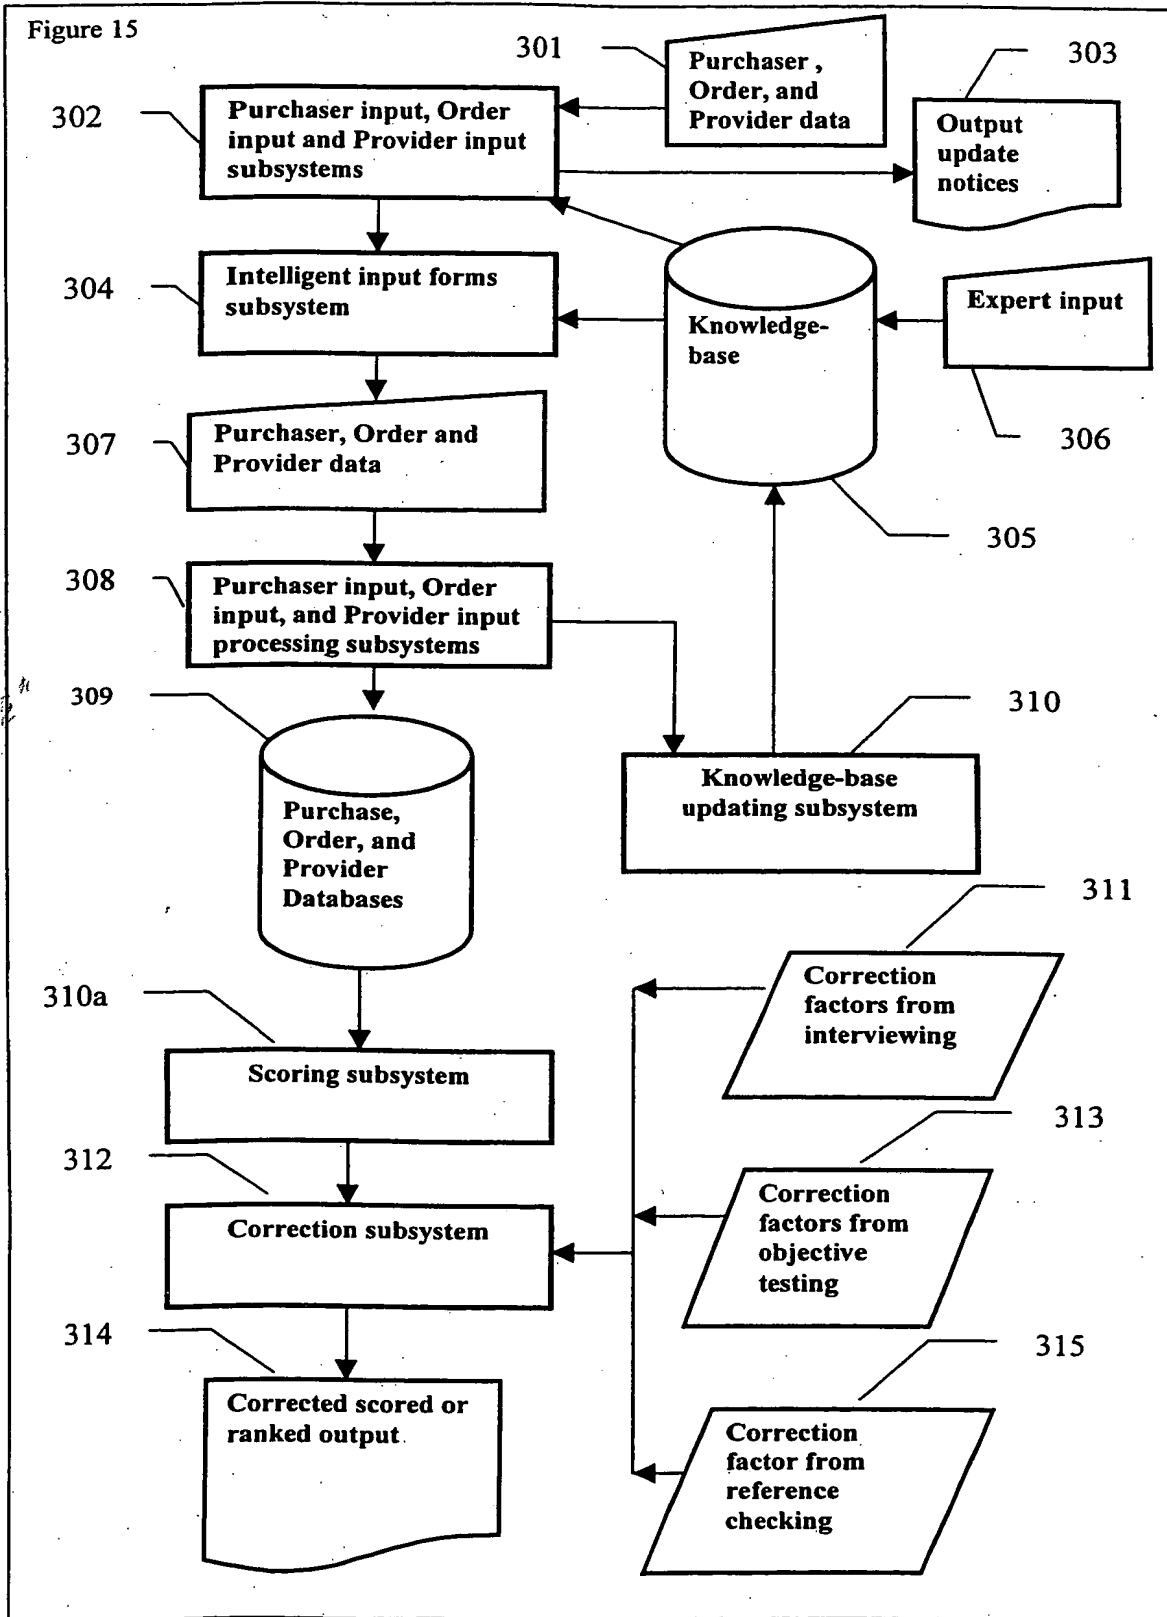 Figure 15
301
Purchaser ,
Order, and
Provider data
303
302
Purchaser input, Order
input and Provider input
subsystems
Output
update
notices
304
Intelligent input forms
subsystem
Knowledge-
base
Expert input
306
305
307
Purchaser, Order and
Provider data
308
Purchaser input, Order
input, and Provider input
processing subsystems
309
Purchase,
Order, and
Provider
Databases
310
Knowledge-base
updating subsystem
311
Correction
factors from
interviewing
310a
Scoring subsystem
313
Correction
factors from
objective
testing
312
Correction subsystem
314
Corrected scored or
ranked output
315
Correction
factor from
reference
checking